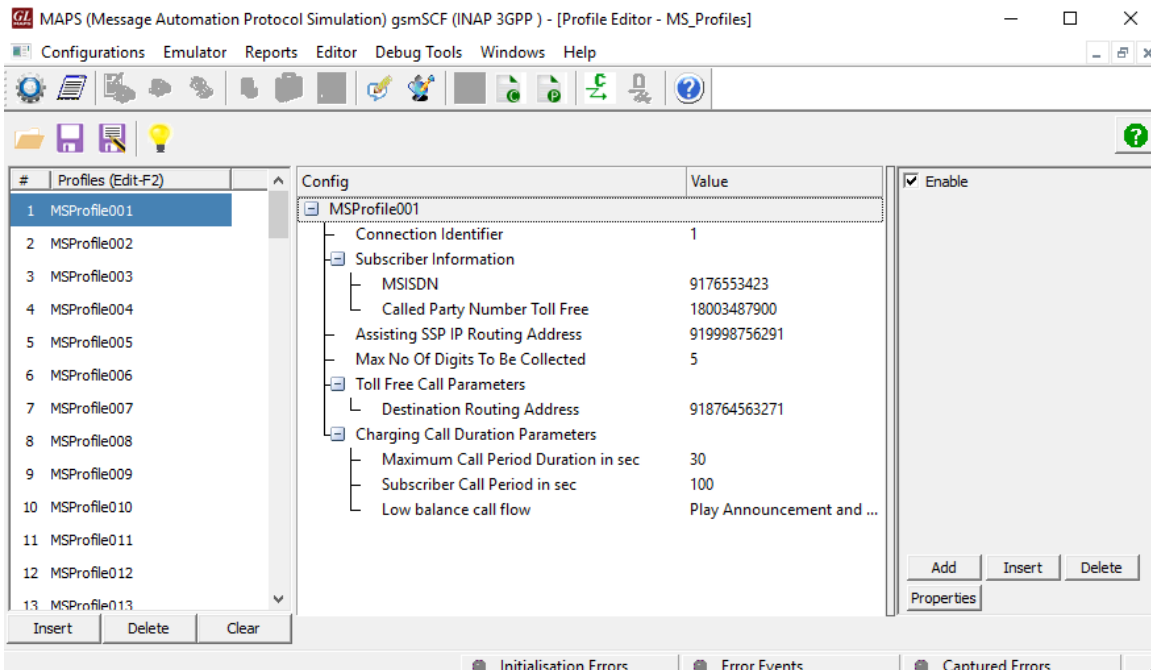 GL MAPS MAPS (Message Automation Protocol Simulation) gsmSCF (INAP 3GPP ) - [Profile Editor - MS_Profiles]
Configurations Emulator Reports Editor Debug Tools Windows Help
# Profiles (Edit-F2)
1 MSProfile001
2 MSProfile002
3 MSProfile003
4 MSProfile004
5 MSProfile005
6 MSProfile006
7 MSProfile007
8 MSProfile008
9 MSProfile009
10 MSProfile010
11 MSProfile011
12 MSProfile012
13 MSProfile013
Insert Delete Clear
Config Value
MSProfile001
Connection Identifier 1
Subscriber Information
MSISDN 9176553423
Called Party Number Toll Free 18003487900
Assisting SSP IP Routing Address 919998756291
Max No Of Digits To Be Collected 5
Toll Free Call Parameters
Destination Routing Address 918764563271
Charging Call Duration Parameters
Maximum Call Period Duration in sec 30
Subscriber Call Period in sec 100
Low balance call flow Play Announcement and ...
Enable
Add Insert Delete
Properties
Initialisation Errors Error Events Captured Errors